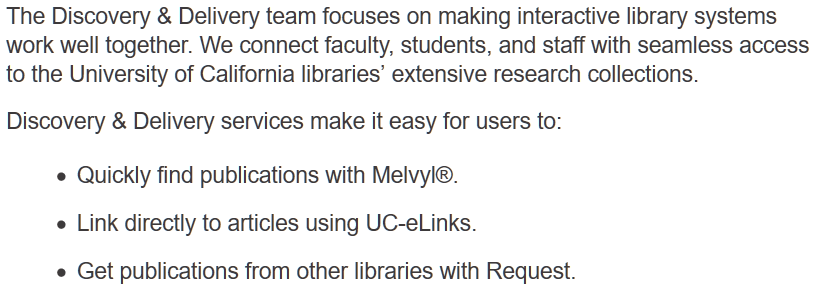 The Discovery & Delivery team focuses on making interactive library systems
work well together. We connect faculty, students, and staff with seamless access
to the University of California libraries’ extensive research collections.
Discovery & Delivery services make it easy for users to:
• Quickly find publications with Melvyl®.
• Link directly to articles using UC-eLinks.
• Get publications from other libraries with Request.